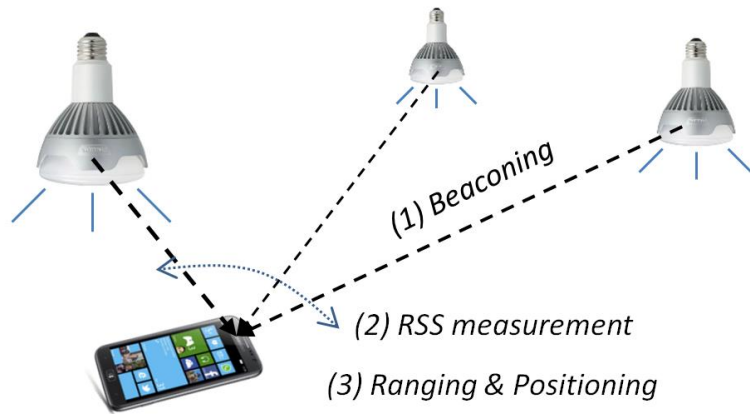 (1) Beaconing
(2) RSS measurement
(3) Ranging & Positioning